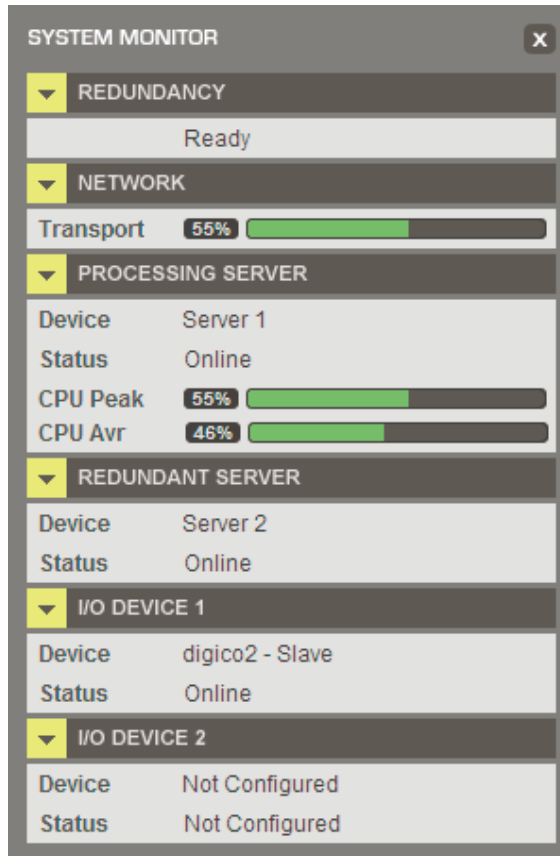 SYSTEM MONITOR X
REDUNDANCY
Ready
NETWORK
Transport 55%
PROCESSING SERVER
Device Server 1
Status Online
CPU Peak 55%
CPU Avr 46%
REDUNDANT SERVER
Device Server 2
Status Online
I/O DEVICE 1
Device digico2 - Slave
Status Online
I/O DEVICE 2
Device Not Configured
Status Not Configured